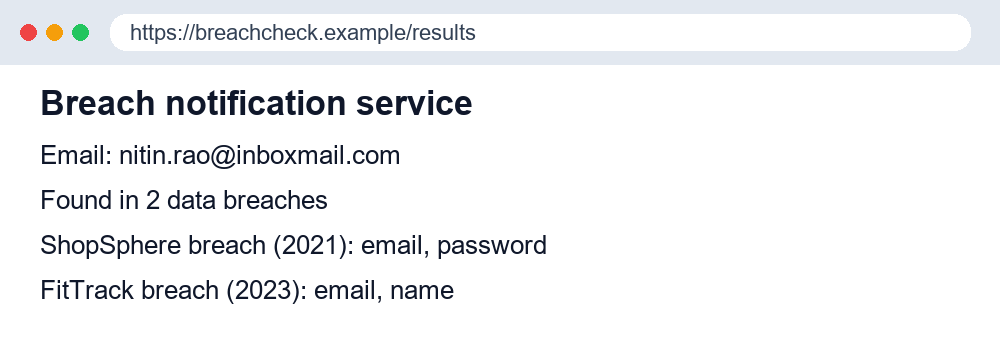 https://breachcheck.example/results
Breach notification service
Email: nitin.rao@inboxmail.com
Found in 2 data breaches
ShopSphere breach (2021): email, password
FitTrack breach (2023): email, name